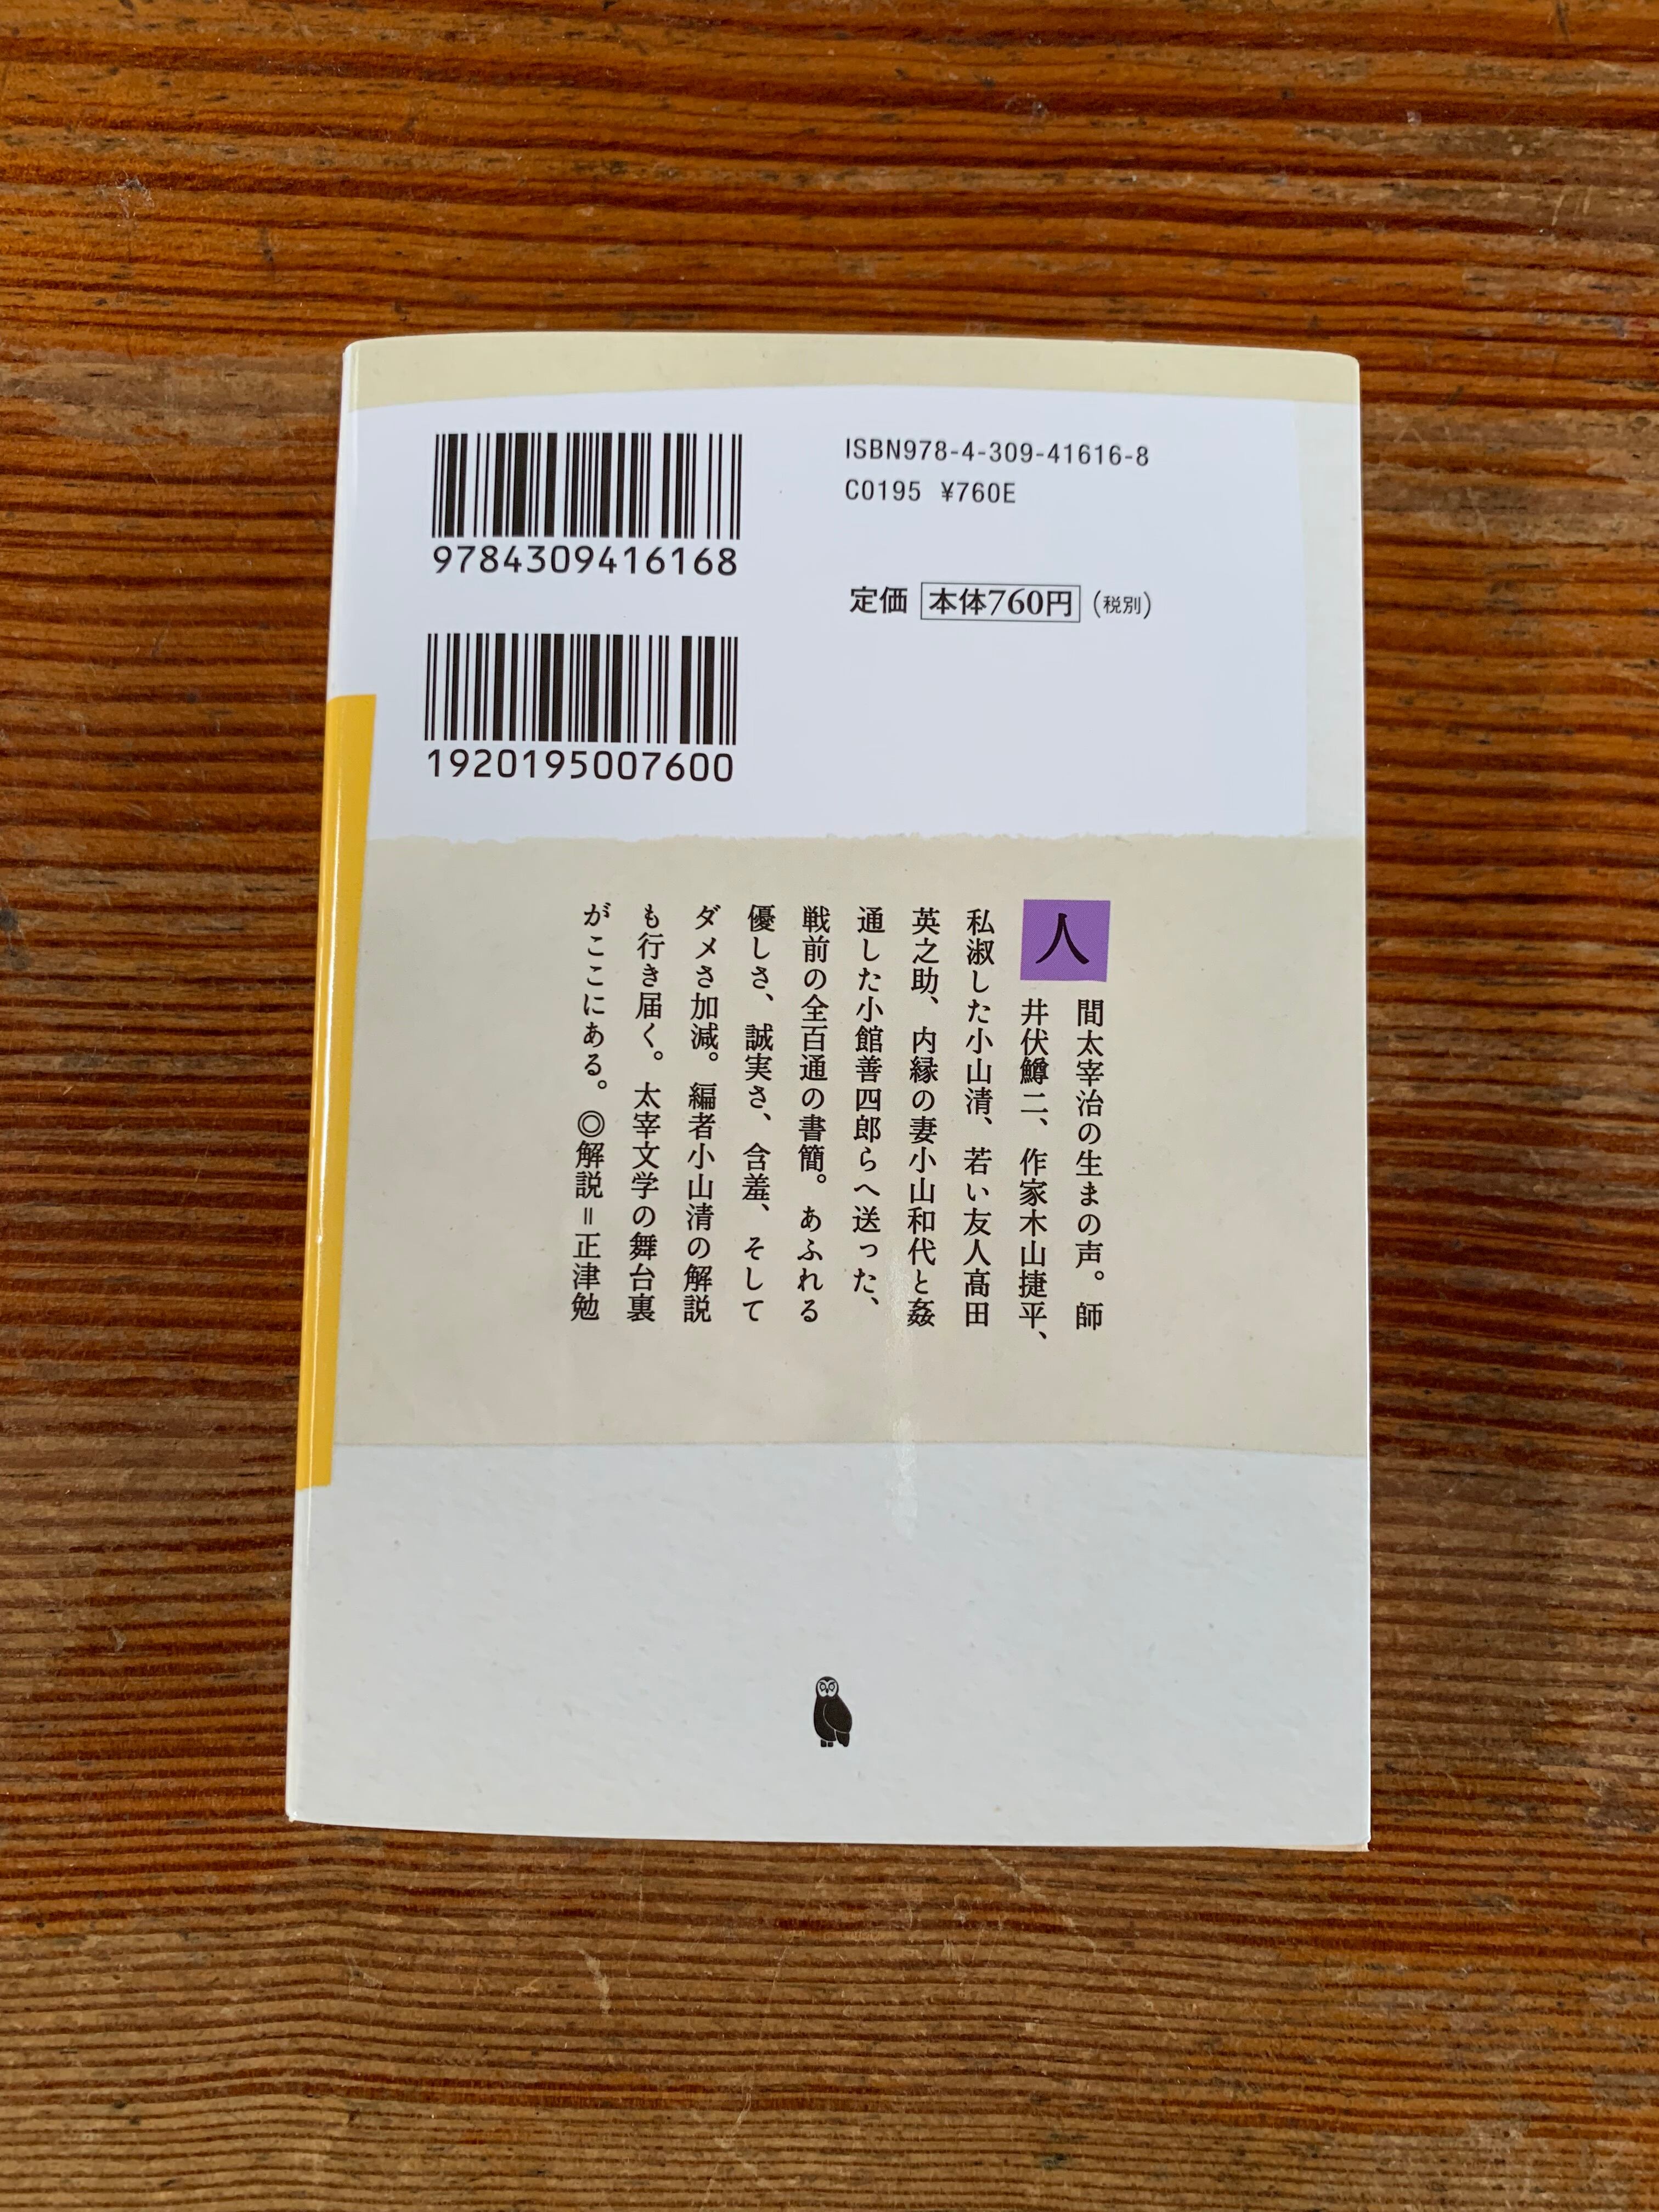 9784309416168
1920195007600
ISBN978-4-309-41616-8
C0195 ¥760E
定価 本体760円 (税別)
人間太宰治の生まの声。師
井伏鱒二、作家木山捷平、
私淑した小山清、若い友人高田
英之助、内縁の妻小山和代と姦
通した小館善四郎らへ送った、
戦前の全百通の書簡。あふれる
優しさ、誠実さ、含羞、そして
ダメさ加減。編者小山清の解説
も行き届く。太宰文学の舞台裏
がここにある。◎解説=正津勉